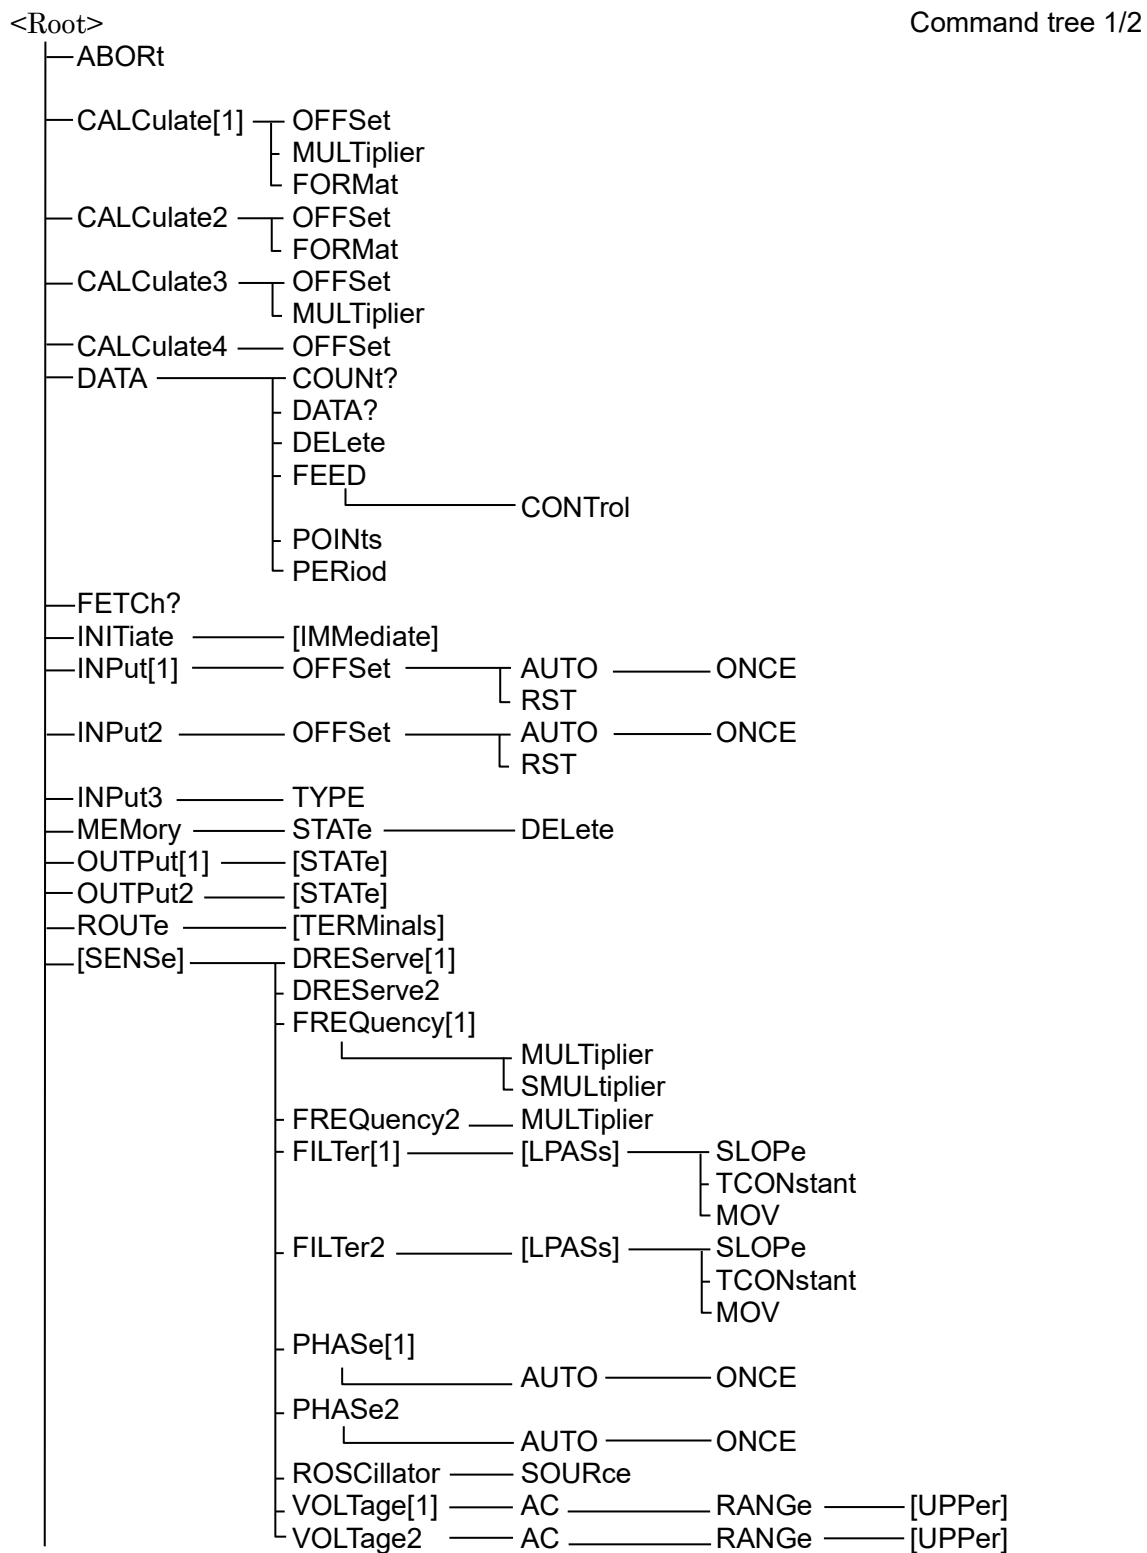 <Root> Command tree 1/2
ABORt
CALCulate[1] OFFSet
MULTiplier
FORMat
CALCulate2 OFFSet
FORMat
CALCulate3 OFFSet
MULTiplier
CALCulate4 OFFSet
DATA COUNt?
DATA?
DELete
FEED
CONTrol
POINts
PERiod
FETCh?
INITiate [IMMediate]
INPut[1] OFFSet AUTO ONCE
RST
INPut2 OFFSet AUTO ONCE
RST
INPut3 TYPE
MEMory STATe DELete
OUTPut[1] [STATe]
OUTPut2 [STATe]
ROUTe [TERMinals]
[SENSe] DREServe[1]
DREServe2
FREQuency[1]
MULTiplier
SMULtiplier
FREQuency2 MULTiplier
FILTer[1] [LPASs] SLOPe
TCONstant
MOV
FILTer2 [LPASs] SLOPe
TCONstant
MOV
PHASe[1]
AUTO ONCE
PHASe2
AUTO ONCE
ROSCillator SOURce
VOLTage[1] AC RANGe [UPPer]
VOLTage2 AC RANGe [UPPer]